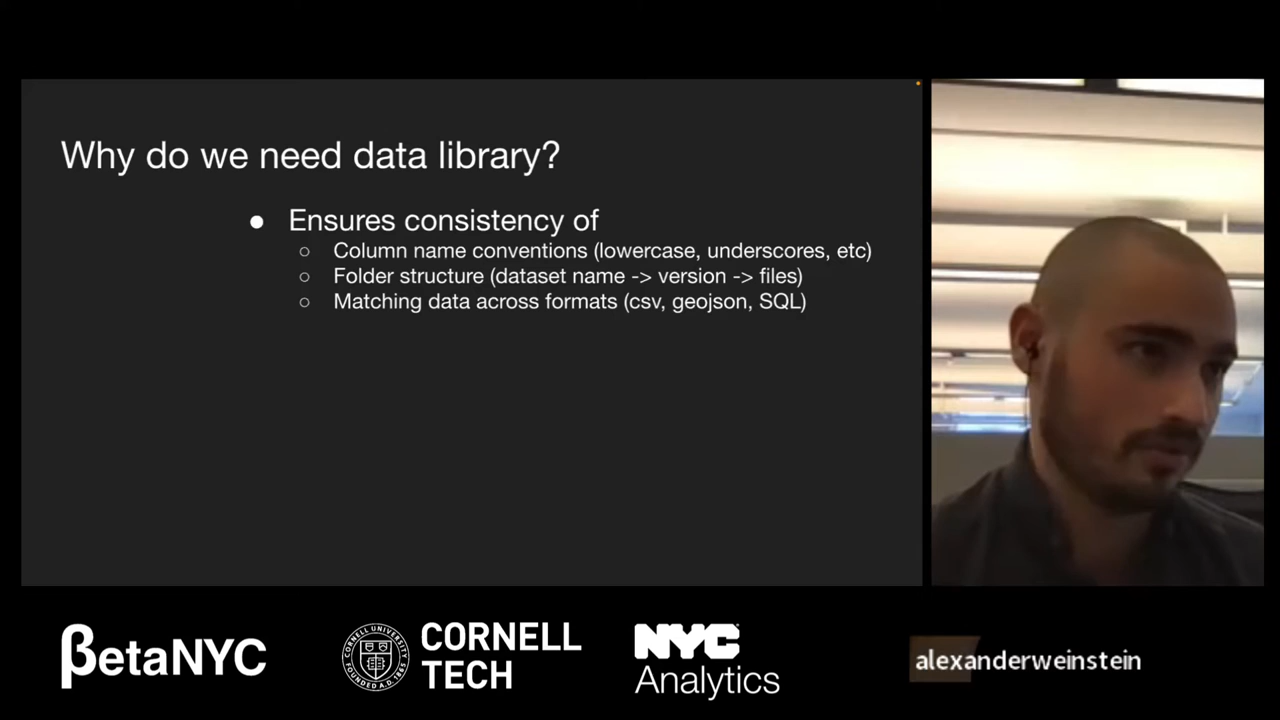 Why do we need data library?
● Ensures consistency of
○ Column name conventions (lowercase, underscores, etc)
○ Folder structure (dataset name -> version -> files)
○ Matching data across formats (csv, geojson, SQL)
βetaNYC
CORNELL
TECH
NYC
Analytics
alexanderweinstein